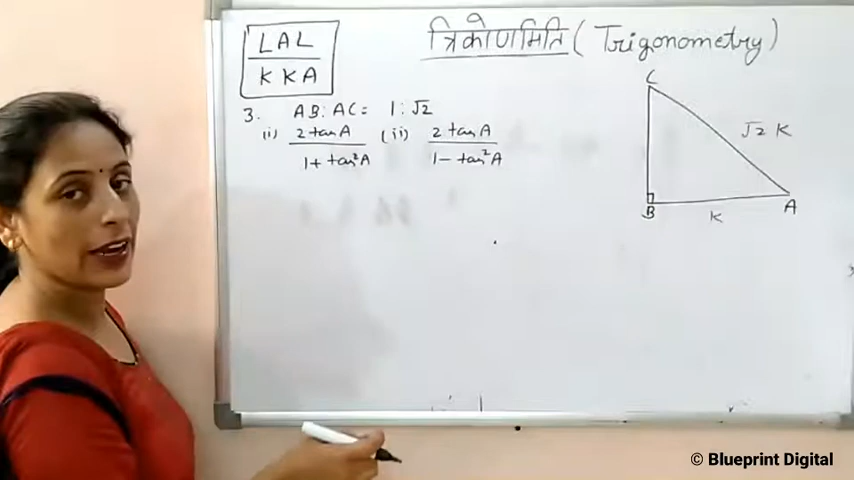 त्रिकोणमिति ( Trigonometry )
LAL
KKA
3. AB : AC = 1 : √2
(i) 2 tan A / 1 + tan²A (ii) 2 tan A / 1 - tan²A
C
√2 K
B
K
A
© Blueprint Digital